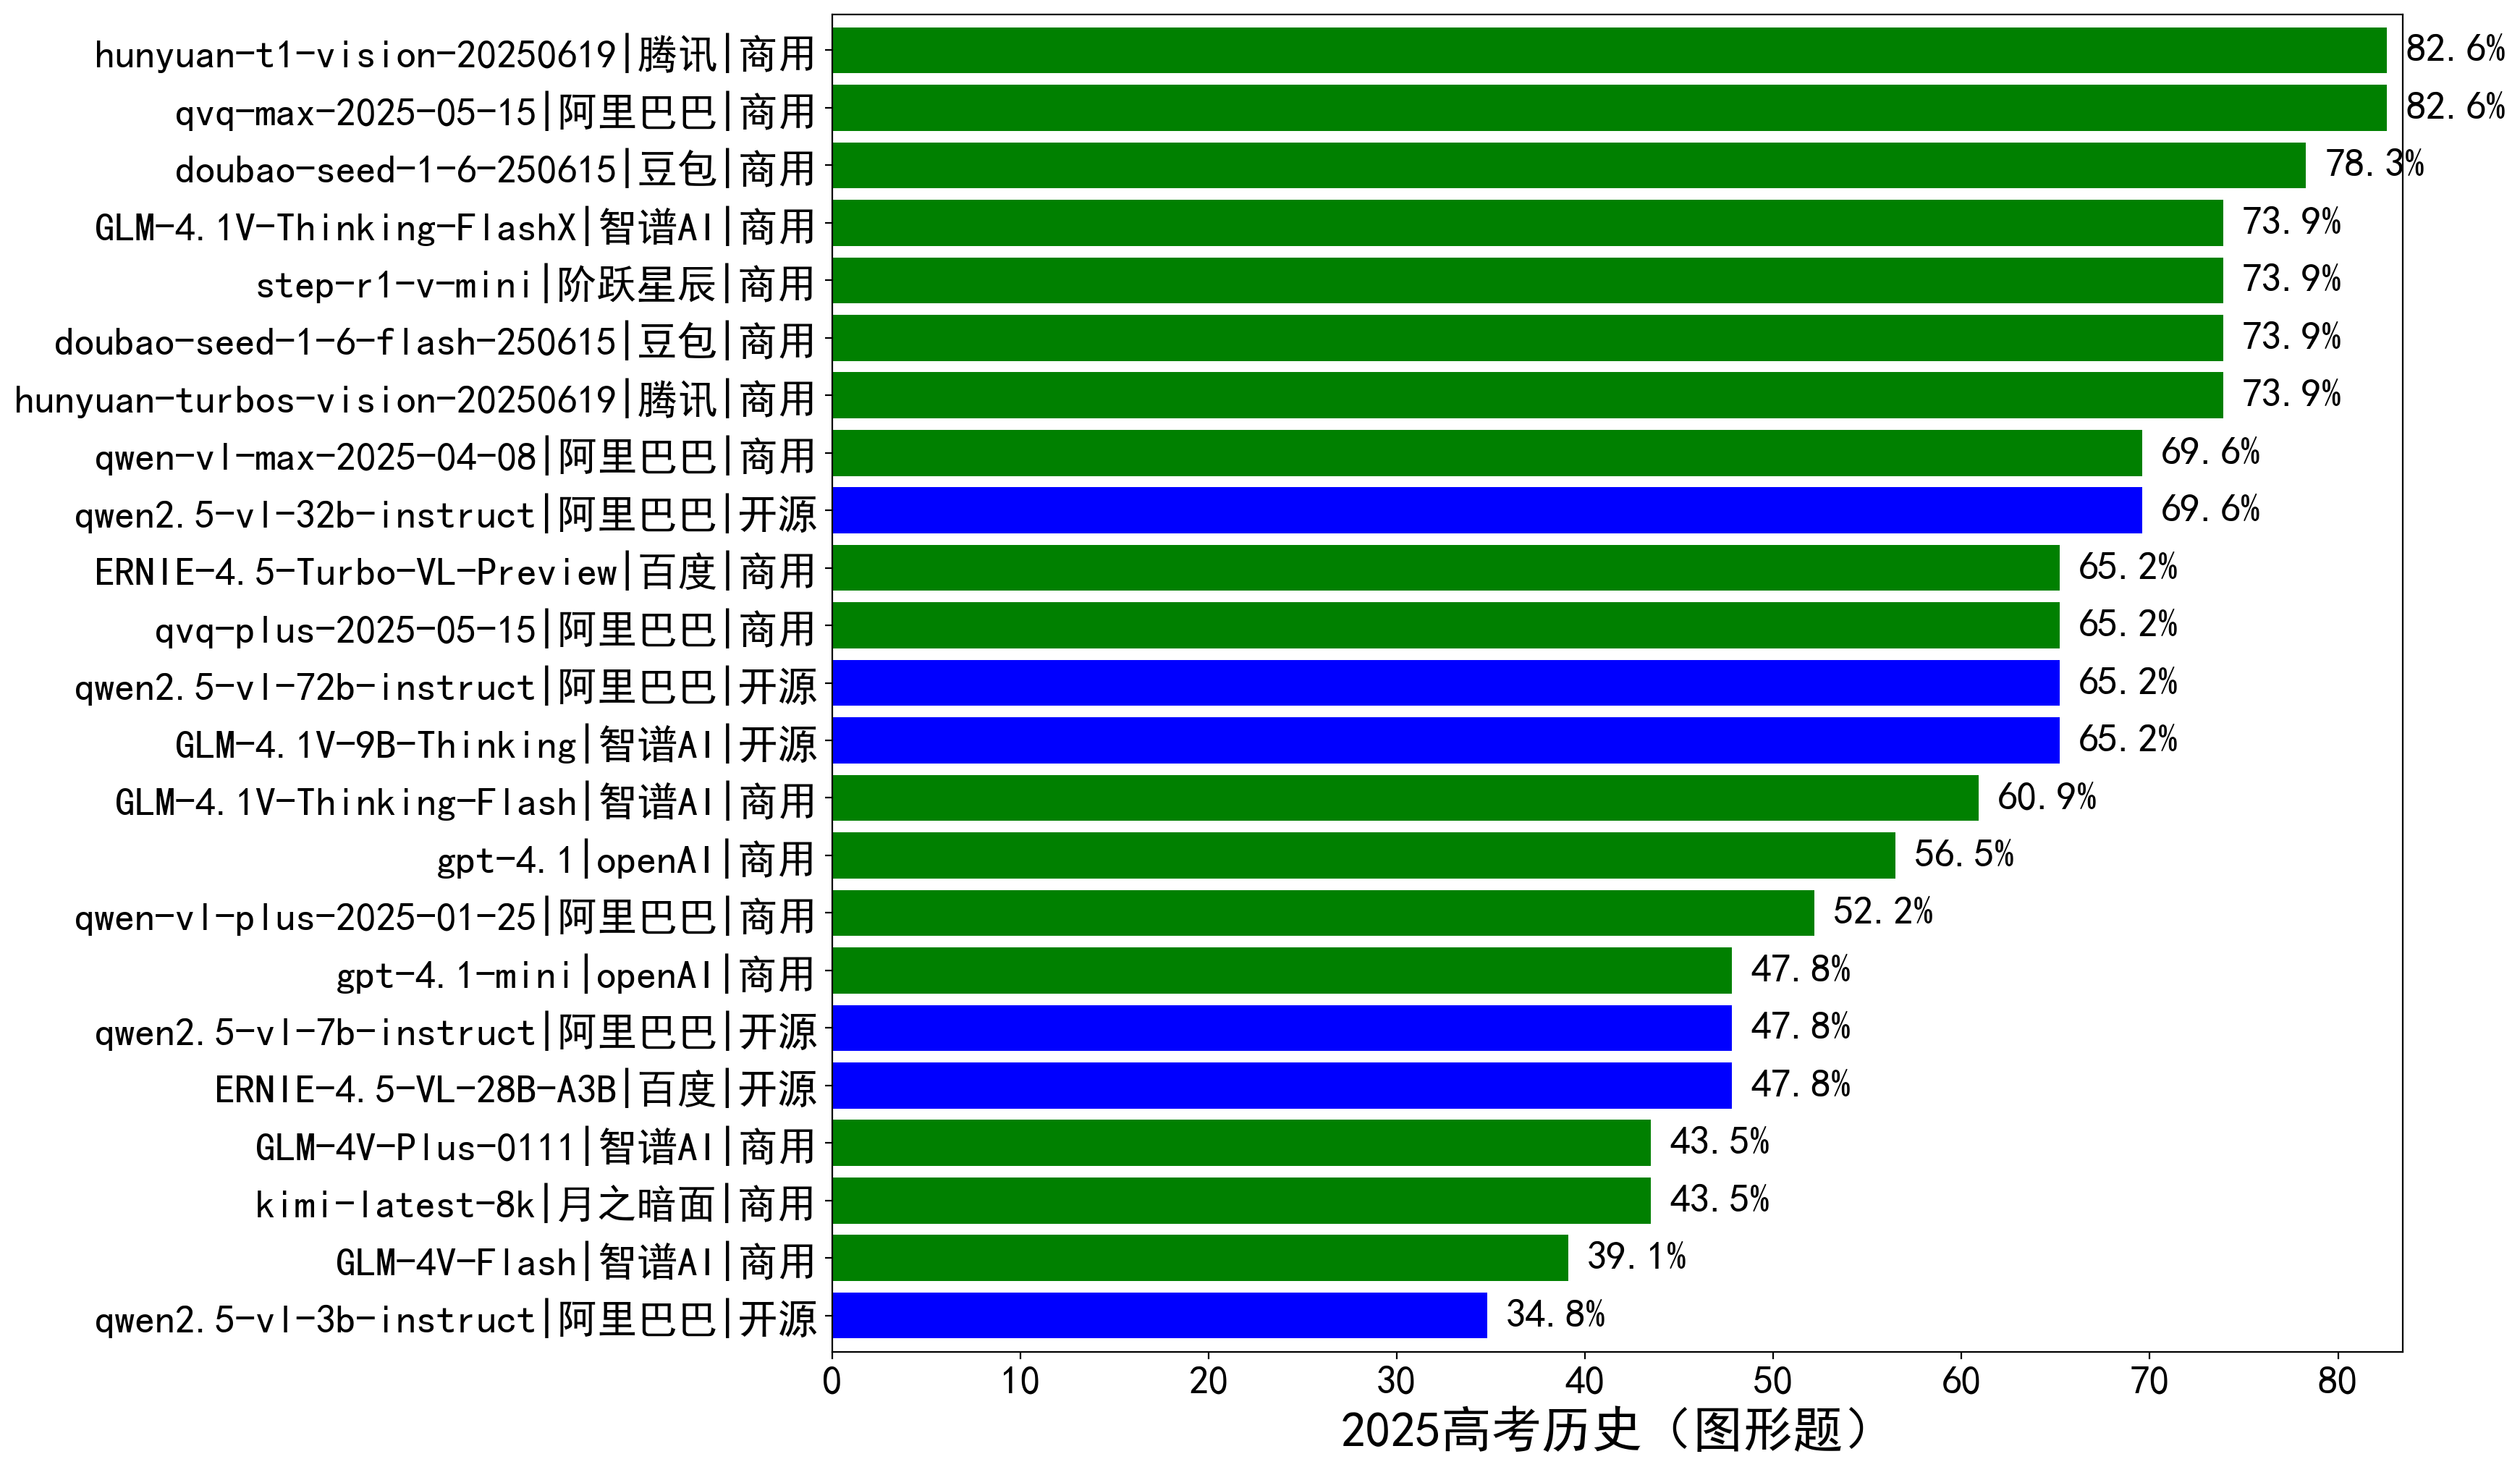 hunyuan-t1-vision-20250619|腾讯|商用 82.6%
qvq-max-2025-05-15|阿里巴巴|商用 82.6%
doubao-seed-1-6-250615|豆包|商用 78.3%
GLM-4.1V-Thinking-FlashX|智谱AI|商用 73.9%
step-r1-v-mini|阶跃星辰|商用 73.9%
doubao-seed-1-6-flash-250615|豆包|商用 73.9%
hunyuan-turbos-vision-20250619|腾讯|商用 73.9%
qwen-vl-max-2025-04-08|阿里巴巴|商用 69.6%
qwen2.5-vl-32b-instruct|阿里巴巴|开源 69.6%
ERNIE-4.5-Turbo-VL-Preview|百度|商用 65.2%
qvq-plus-2025-05-15|阿里巴巴|商用 65.2%
qwen2.5-vl-72b-instruct|阿里巴巴|开源 65.2%
GLM-4.1V-9B-Thinking|智谱AI|开源 65.2%
GLM-4.1V-Thinking-Flash|智谱AI|商用 60.9%
gpt-4.1|openAI|商用 56.5%
qwen-vl-plus-2025-01-25|阿里巴巴|商用 52.2%
gpt-4.1-mini|openAI|商用 47.8%
qwen2.5-vl-7b-instruct|阿里巴巴|开源 47.8%
ERNIE-4.5-VL-28B-A3B|百度|开源 47.8%
GLM-4V-Plus-0111|智谱AI|商用 43.5%
kimi-latest-8k|月之暗面|商用 43.5%
GLM-4V-Flash|智谱AI|商用 39.1%
qwen2.5-vl-3b-instruct|阿里巴巴|开源 34.8%
0 10 20 30 40 50 60 70 80
2025高考历史（图形题）